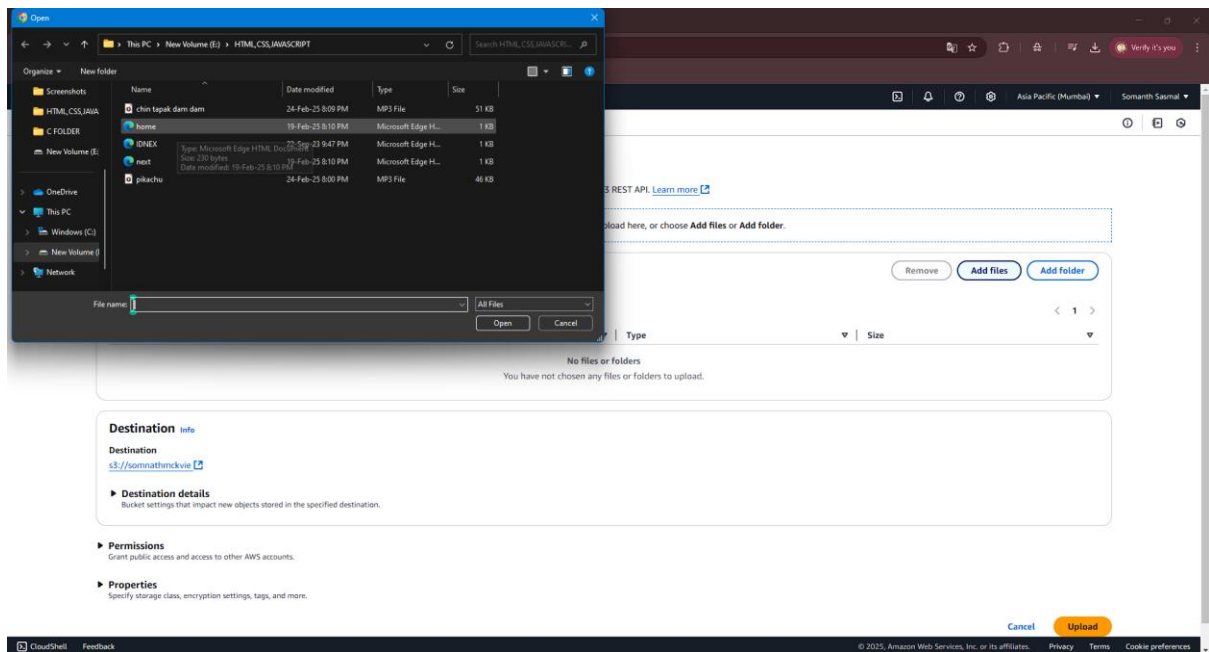 Open
This PC > New Volume (E:) > HTML,CSS,JAVASCRIPT
Search HTML,CSS,JAVASCRI...
Verify it's you
Organize
New folder
Name
Date modified
Type
Size
Screenshots
HTML,CSS,JAVA
C FOLDER
New Volume (E:
OneDrive
This PC
Windows (C:)
New Volume (
Network
chin tapak dam dam 24-Feb-25 8:09 PM MP3 File 51 KB
home 19-Feb-25 8:10 PM Microsoft Edge H... 1 KB
IDNEX 22-Sep-23 9:47 PM Microsoft Edge H... 1 KB
next 19-Feb-25 8:10 PM Microsoft Edge H... 1 KB
pikachu 24-Feb-25 8:00 PM MP3 File 46 KB
Type: Microsoft Edge HTML Document
Size: 230 bytes
Date modified: 19-Feb-25 8:10 PM
File name:
All Files
Open
Cancel
Asia Pacific (Mumbai)
Somanth Sasmal
3 REST API. Learn more
pload here, or choose Add files or Add folder.
Remove
Add files
Add folder
1
Type
Size
No files or folders
You have not chosen any files or folders to upload.
Destination Info
Destination
s3://somnathmckvie
Destination details
Bucket settings that impact new objects stored in the specified destination.
Permissions
Grant public access and access to other AWS accounts.
Properties
Specify storage class, encryption settings, tags, and more.
Cancel
Upload
CloudShell Feedback
© 2025, Amazon Web Services, Inc. or its affiliates. Privacy Terms Cookie preferences